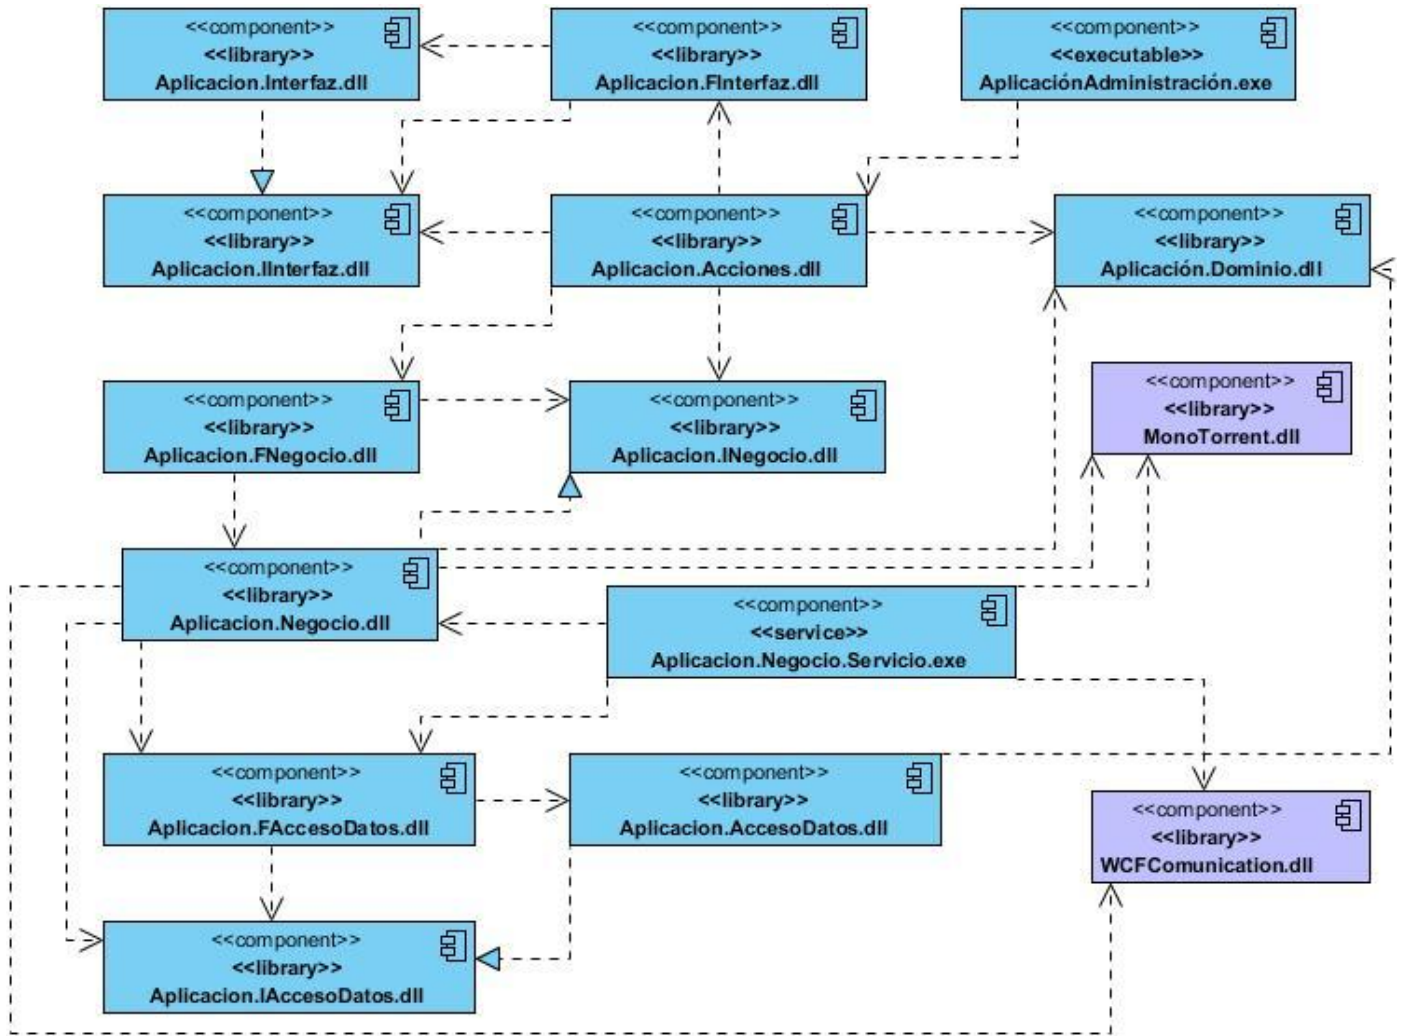 <<component>>
<<library>>
Aplicacion.Interfaz.dll
<<component>>
<<library>>
Aplicacion.FInterfaz.dll
<<component>>
<<executable>>
AplicaciónAdministración.exe
<<component>>
<<library>>
Aplicacion.IInterfaz.dll
<<component>>
<<library>>
Aplicacion.Acciones.dll
<<component>>
<<library>>
Aplicación.Dominio.dll
<<component>>
<<library>>
Aplicacion.FNegocio.dll
<<component>>
<<library>>
Aplicacion.INegocio.dll
<<component>>
<<library>>
MonoTorrent.dll
<<component>>
<<library>>
Aplicacion.Negocio.dll
<<component>>
<<service>>
Aplicacion.Negocio.Servicio.exe
<<component>>
<<library>>
Aplicacion.FAccesoDatos.dll
<<component>>
<<library>>
Aplicacion.AccesoDatos.dll
<<component>>
<<library>>
WCFComunication.dll
<<component>>
<<library>>
Aplicacion.IAccesoDatos.dll